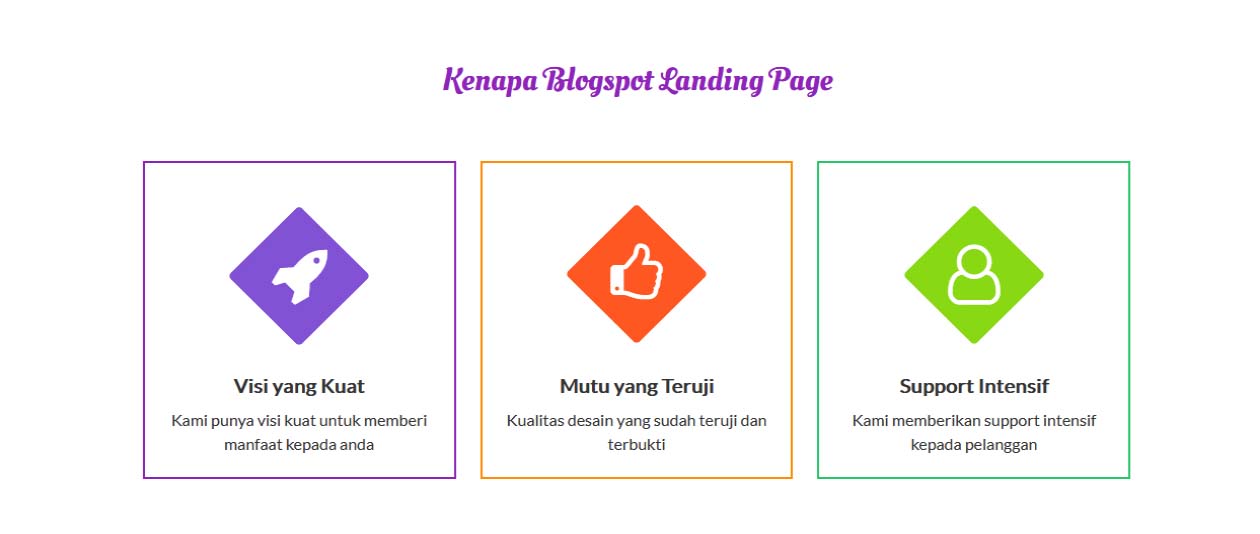 Kenapa Blogspot Landing Page
Visi yang Kuat
Kami punya visi kuat untuk memberi
manfaat kepada anda
Mutu yang Teruji
Kualitas desain yang sudah teruji dan
terbukti
Support Intensif
Kami memberikan support intensif
kepada pelanggan